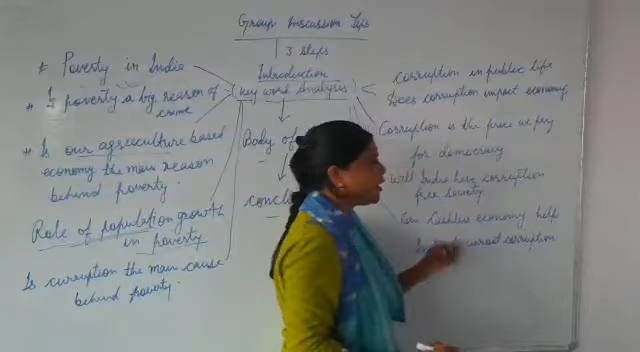 Group Discussion Tips
3 steps
Introduction
(key word Analysis)
Body of
conclu
* Poverty in India
* Is poverty a big reason of
crime
* Is our agreculture based
economy the main reason
behind poverty.
Role of population growth
in poverty
Is curruption the main cause
behind poverty.
corruption in public life
Does corruption impact economy.
Corruption is the price we pay
for democracy
will India have corruption
free society
Can Cashless economy help
corruption